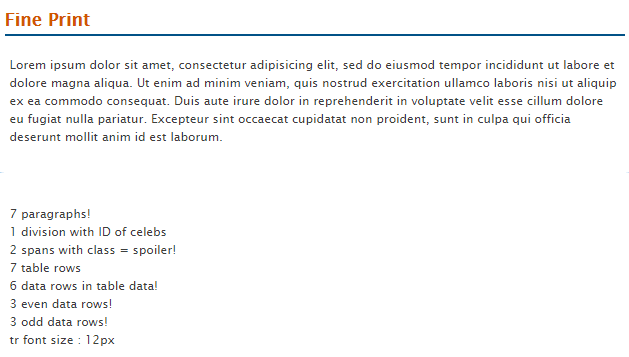 Fine Print
Lorem ipsum dolor sit amet, consectetur adipisicing elit, sed do eiusmod tempor incididunt ut labore et
dolore magna aliqua. Ut enim ad minim veniam, quis nostrud exercitation ullamco laboris nisi ut aliquip
ex ea commodo consequat. Duis aute irure dolor in reprehenderit in voluptate velit esse cillum dolore
eu fugiat nulla pariatur. Excepteur sint occaecat cupidatat non proident, sunt in culpa qui officia
deserunt mollit anim id est laborum.
7 paragraphs!
1 division with ID of celebs
2 spans with class = spoiler!
7 table rows
6 data rows in table data!
3 even data rows!
3 odd data rows!
tr font size : 12px